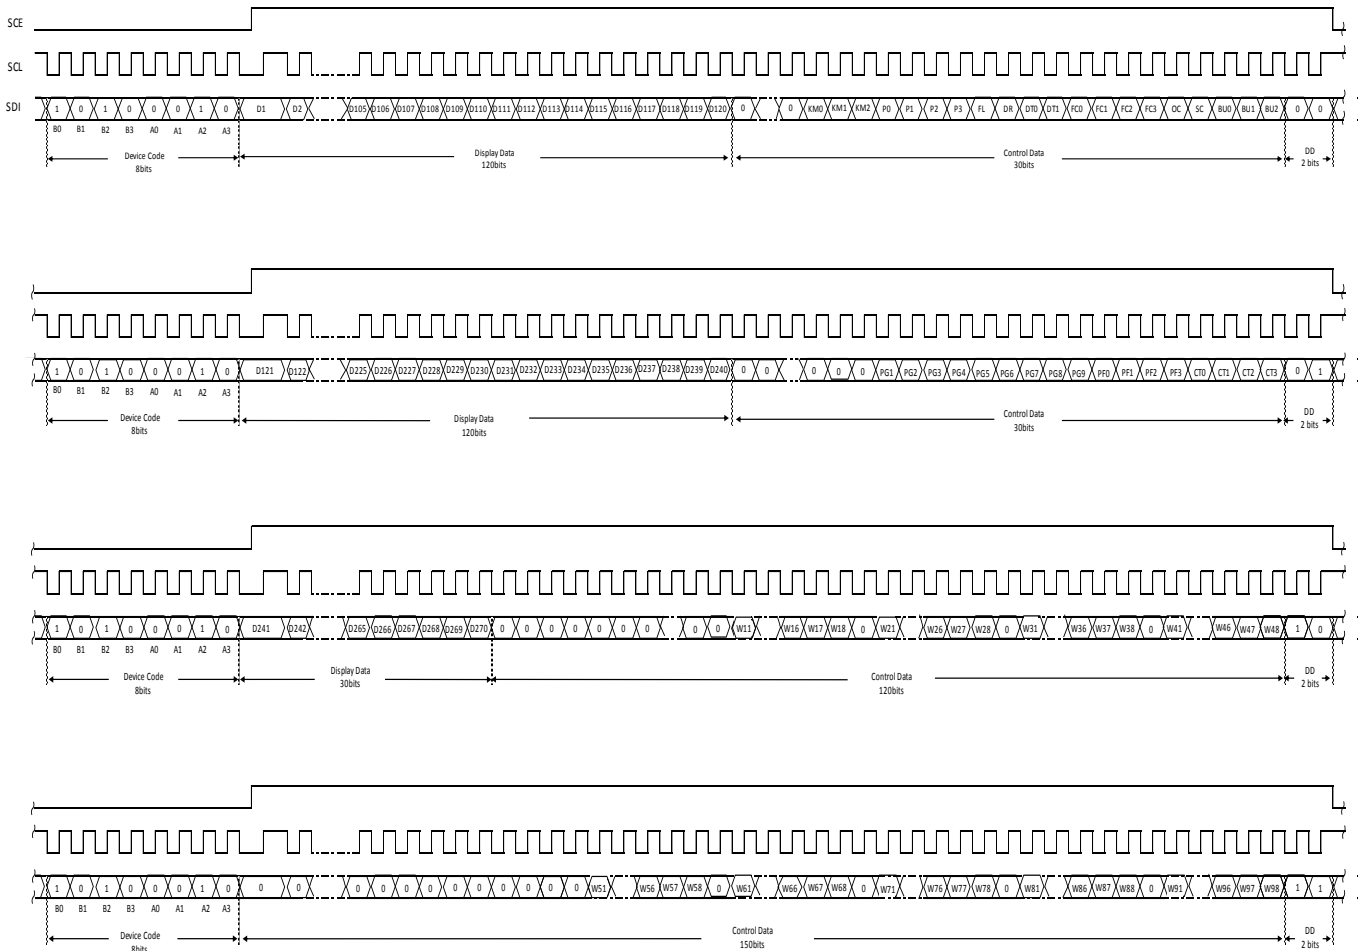 SCE
SCL
SDI 1 0 1 0 0 0 1 0 D1 D2 D105 D106 D107 D108 D109 D110 D111 D112 D113 D114 D115 D116 D117 D118 D119 D120 0 0 KM0 KM1 KM2 P0 P1 P2 P3 FL DR DT0 DT1 FC0 FC1 FC2 FC3 OC SC BU0 BU1 BU2 0 0
B0 B1 B2 B3 A0 A1 A2 A3
Device Code Display Data Control Data DD
8bits 120bits 30bits 2 bits
1 0 1 0 0 0 1 0 D121 D122 D225 D226 D227 D228 D229 D230 D231 D232 D233 D234 D235 D236 D237 D238 D239 D240 0 0 0 0 0 PG1 PG2 PG3 PG4 PG5 PG6 PG7 PG8 PG9 PF0 PF1 PF2 PF3 CT0 CT1 CT2 CT3 0 1
B0 B1 B2 B3 A0 A1 A2 A3
Device Code Display Data Control Data DD
8bits 120bits 30bits 2 bits
1 0 1 0 0 0 1 0 D241 D242 D265 D266 D267 D268 D269 D270 0 0 0 0 0 0 0 0 0 W11 W16 W17 W18 0 W21 W26 W27 W28 0 W31 W36 W37 W38 0 W41 W46 W47 W48 1 0
B0 B1 B2 B3 A0 A1 A2 A3
Device Code Display Data Control Data DD
8bits 30bits 120bits 2 bits
1 0 1 0 0 0 1 0 0 0 0 0 0 0 0 0 0 0 0 0 W51 W56 W57 W58 0 W61 W66 W67 W68 0 W71 W76 W77 W78 0 W81 W86 W87 W88 0 W91 W96 W97 W98 1 1
B0 B1 B2 B3 A0 A1 A2 A3
Device Code Control Data DD
8bits 150bits 2 bits